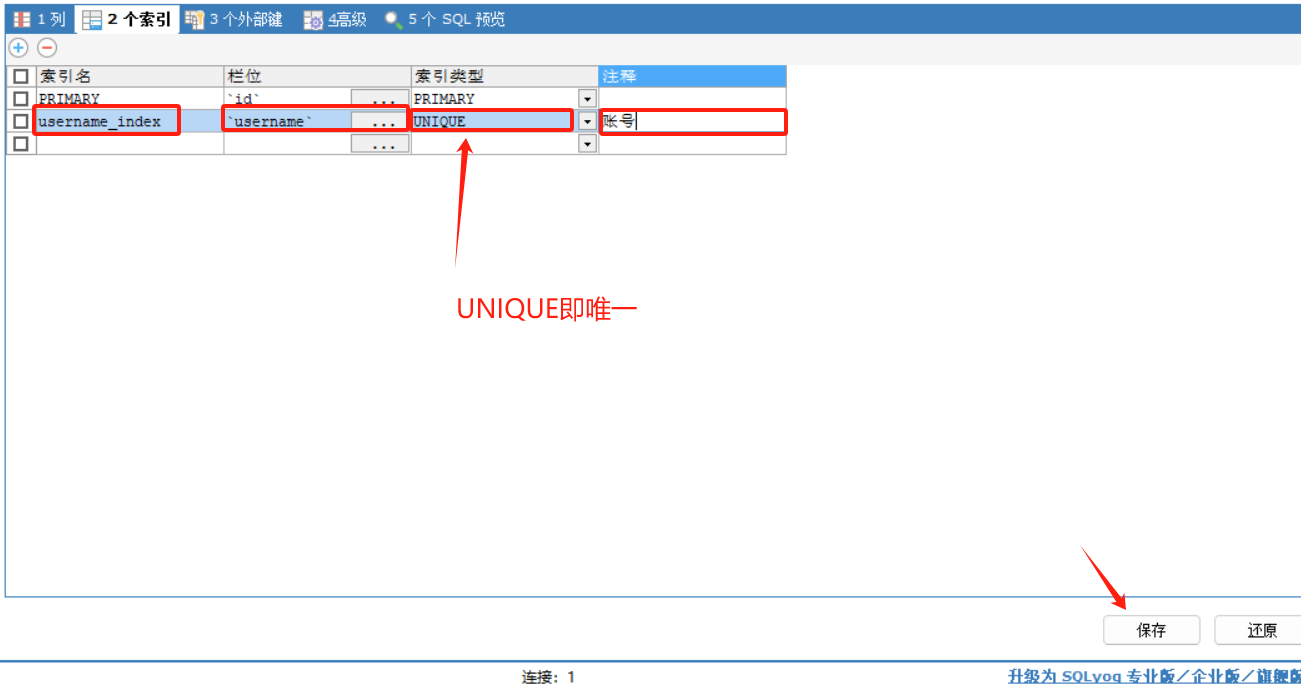 1 列 2 个索引 3 个外部键 4高级 5 个 SQL 预览
索引名 栏位 索引类型 注释
PRIMARY `id` ... PRIMARY
username_index `username` ... UNIQUE 账号
...
UNIQUE即唯一
保存 还原
连接: 1 升级为 SQLyog 专业版/企业版/旗舰版